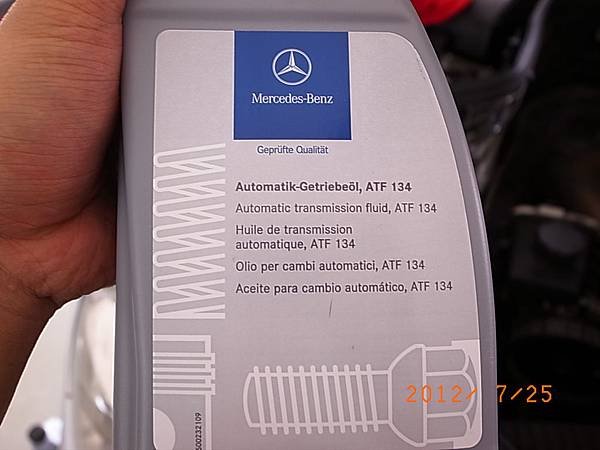 Mercedes-Benz
Geprüfte Qualität
Automatik-Getriebeöl, ATF 134
Automatic transmission fluid, ATF 134
Huile de transmission
automatique, ATF 134
Olio per cambi automatici, ATF 134
Aceite para cambio automático, ATF 134
2012/ 7/25
500232109